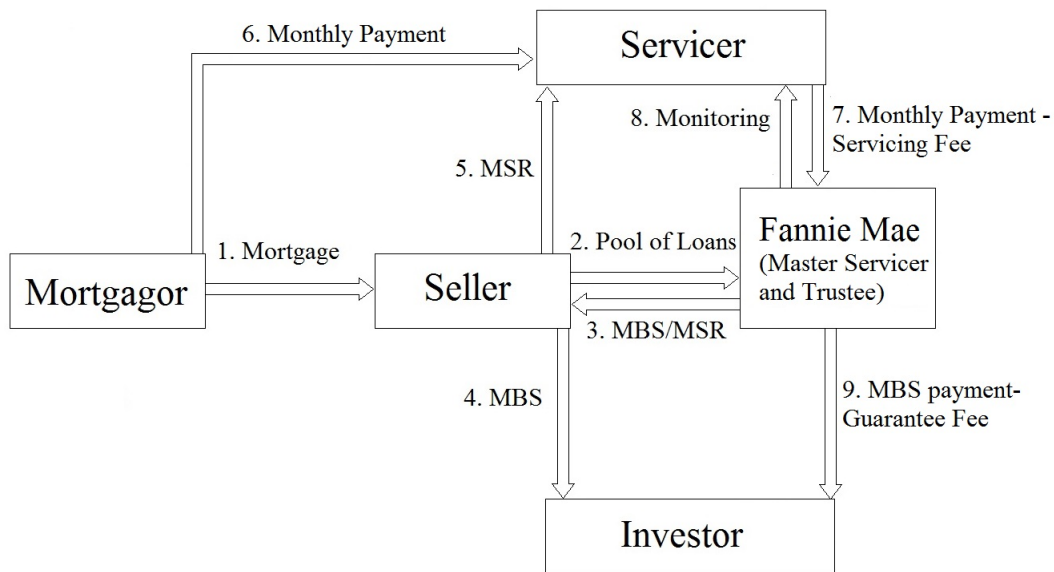 6. Monthly Payment
Servicer
8. Monitoring
7. Monthly Payment -
Servicing Fee
5. MSR
1. Mortgage
2. Pool of Loans
Fannie Mae
(Master Servicer
and Trustee)
Mortgagor
Seller
3. MBS/MSR
4. MBS
9. MBS payment-
Guarantee Fee
Investor